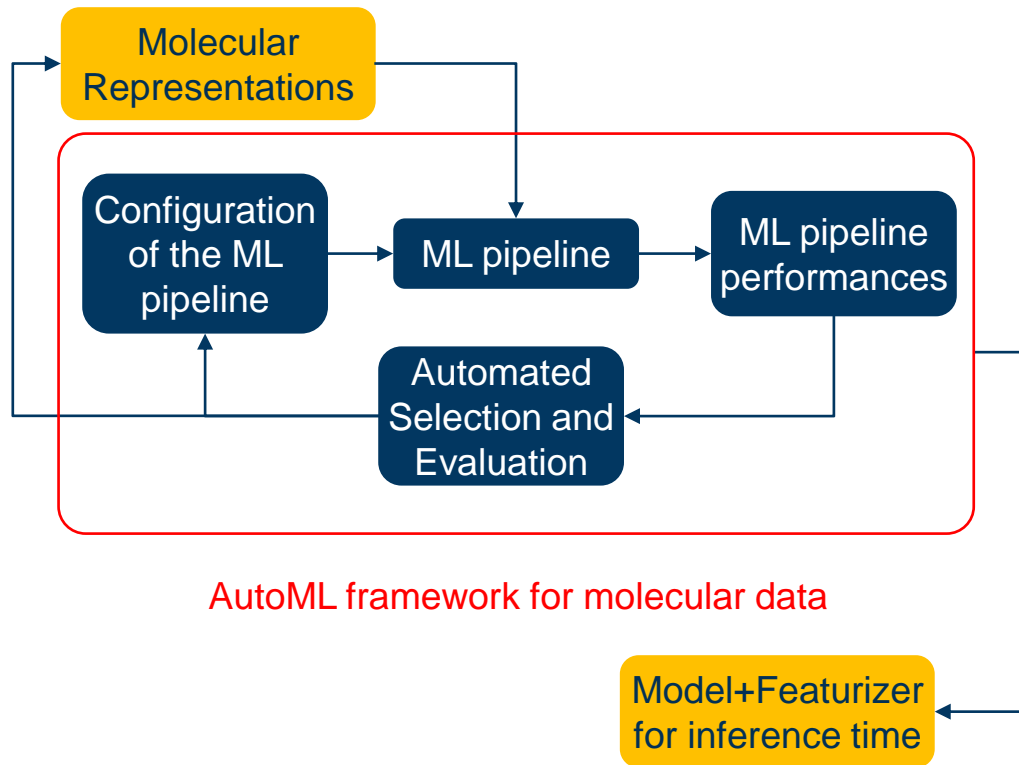 Molecular
Representations
Configuration
of the ML
pipeline
ML pipeline
ML pipeline
performances
Automated
Selection and
Evaluation
AutoML framework for molecular data
Model+Featurizer
for inference time